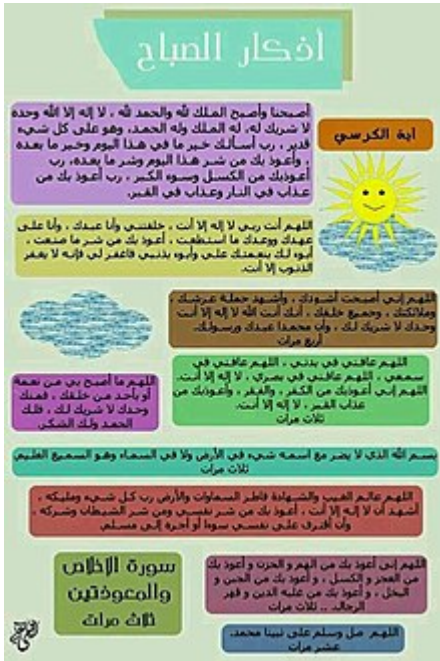 أذكار الصباح
أصبحنا وأصبح الملك لله والحمد لله ، لا إله إلا الله وحده
لا شريك له، له الملك وله الحمد، وهو على كل شيء
قدير ، رب أسألك خير ما في هذا اليوم وخير ما بعده
، وأعوذ بك من شر هذا اليوم وشر ما بعده، رب
أعوذبك من الكسل وسوء الكبر ، رب أعوذ بك من
عذاب في النار وعذاب في القبر.
آية الكرسي
اللهم أنت ربي لا إله إلا أنت ، خلقتني وأنا عبدك ، وأنا على
عهدك ووعدك ما استطعت ، أعوذ بك من شر ما صنعت ،
أبوء لك بنعمتك علي وأبوء بذنبي فاغفر لي فإنه لا يغفر
الذنوب إلا أنت.
اللهم إني أصبحت أشهدك ، وأشهد حملة عرشك ،
وملائكتك ، وجميع خلقك ، أنك أنت الله لا إله إلا أنت
وحدك لا شريك لك ، وأن محمدا عبدك ورسولك.
أربع مرات
اللهم عافني في بدني ، اللهم عافني في
سمعي ، اللهم عافني في بصري ، لا إله إلا أنت.
اللهم إني أعوذبك من الكفر ، والفقر ، وأعوذبك من
عذاب القبر ، لا إله إلا أنت.
ثلاث مرات
اللهم ما أصبح بي من نعمة
أو بأحد من خلقك ، فمنك
وحدك لا شريك لك ، فلك
الحمد ولك الشكر.
بسم الله الذي لا يضر مع اسمه شيء في الأرض ولا في السماء وهو السميع العليم
ثلاث مرات
اللهم عالم الغيب والشهادة فاطر السماوات والأرض رب كل شيء ومليكه ،
أشهد أن لا إله إلا أنت ، أعوذ بك من شر نفسي ومن شر الشيطان وشركه ،
وأن أقترف على نفسي سوءا أو أجره إلى مسلم.
سورة الإخلاص
والمعوذتين
ثلاث مرات
اللهم إني أعوذ بك من الهم و الحزن و أعوذ بك
من العجز و الكسل ، و أعوذ بك من الجبن و
البخل ، و أعوذ بك من غلبة الدين و قهر
الرجال. .. ثلاث مرات
اللهم صل وسلم على نبينا محمد.
عشر مرات